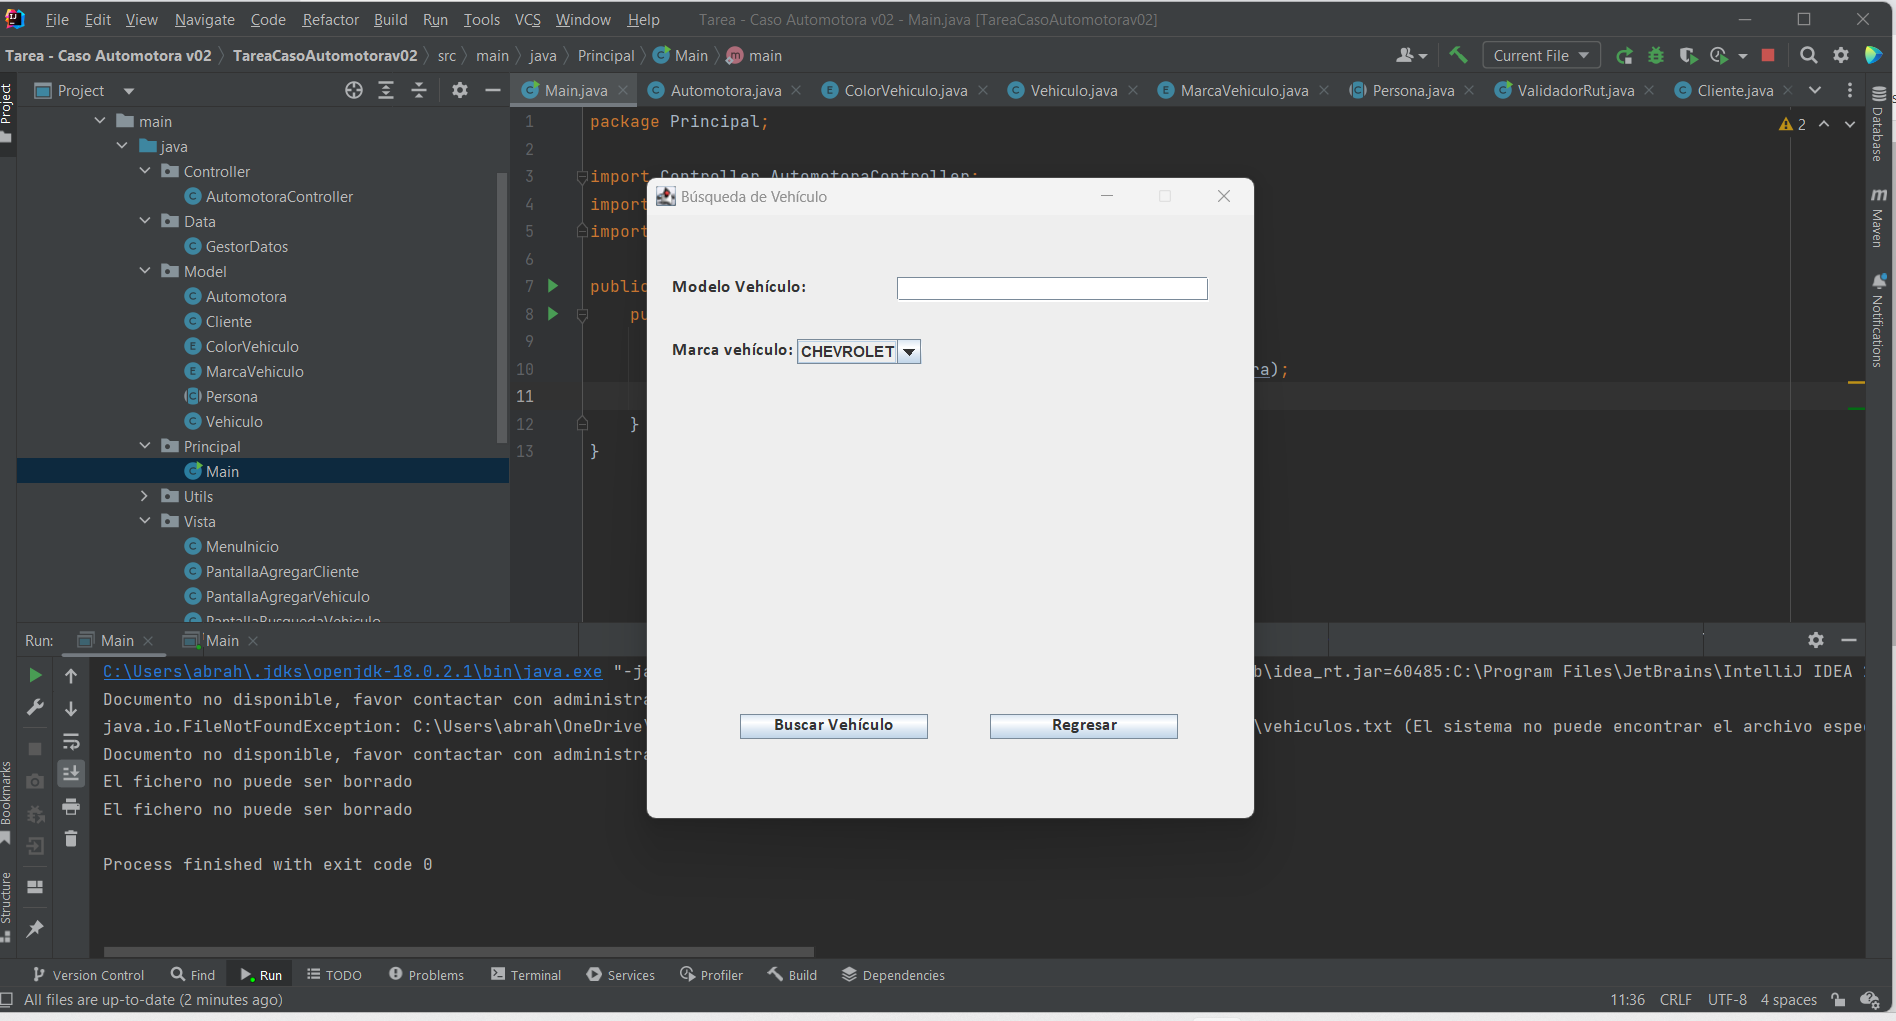 File Edit View Navigate Code Refactor Build Run Tools VCS Window Help Tarea - Caso Automotora v02 - Main.java [TareaCasoAutomotorav02]
Tarea - Caso Automotora v02 TareaCasoAutomotorav02 src main java Principal Main main Current File
Project Main.java Automotora.java ColorVehiculo.java Vehiculo.java MarcaVehiculo.java Persona.java ValidadorRut.java Cliente.java
Project
main
java
Controller
AutomotoraController
Data
GestorDatos
Model
Automotora
Cliente
ColorVehiculo
MarcaVehiculo
Persona
Vehiculo
Principal
Main
Utils
Vista
MenuInicio
PantallaAgregarCliente
PantallaAgregarVehiculo
PantallaBusquedaVehiculo
1 package Principal;
2
3 import Controller.AutomotoraController;
4 import
5 import
6
7 public
8 pu
9
10 ra);
11
12 }
13 }
2
Database
Maven
Notifications
Búsqueda de Vehículo
Modelo Vehículo:
Marca vehículo: CHEVROLET
Buscar Vehículo Regresar
Run: Main Main
C:\Users\abrah\.jdks\openjdk-18.0.2.1\bin\java.exe "-ja b\idea_rt.jar=60485:C:\Program Files\JetBrains\IntelliJ IDEA
Documento no disponible, favor contactar con administra
java.io.FileNotFoundException: C:\Users\abrah\OneDrive\ \vehiculos.txt (El sistema no puede encontrar el archivo espe
Documento no disponible, favor contactar con administra
El fichero no puede ser borrado
El fichero no puede ser borrado
Process finished with exit code 0
Bookmarks
Structure
Version Control Find Run TODO Problems Terminal Services Profiler Build Dependencies
All files are up-to-date (2 minutes ago) 11:36 CRLF UTF-8 4 spaces